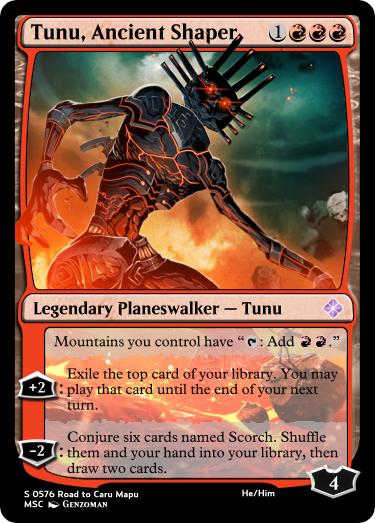 Tunu, Ancient Shaper 1
Legendary Planeswalker — Tunu
Mountains you control have “ : Add .”
+2 : Exile the top card of your library. You may
play that card until the end of your next
turn.
-2 : Conjure six cards named Scorch. Shuffle
them and your hand into your library, then
draw two cards.
4
S 0576 Road to Caru Mapu He/Him
MSC Genzoman